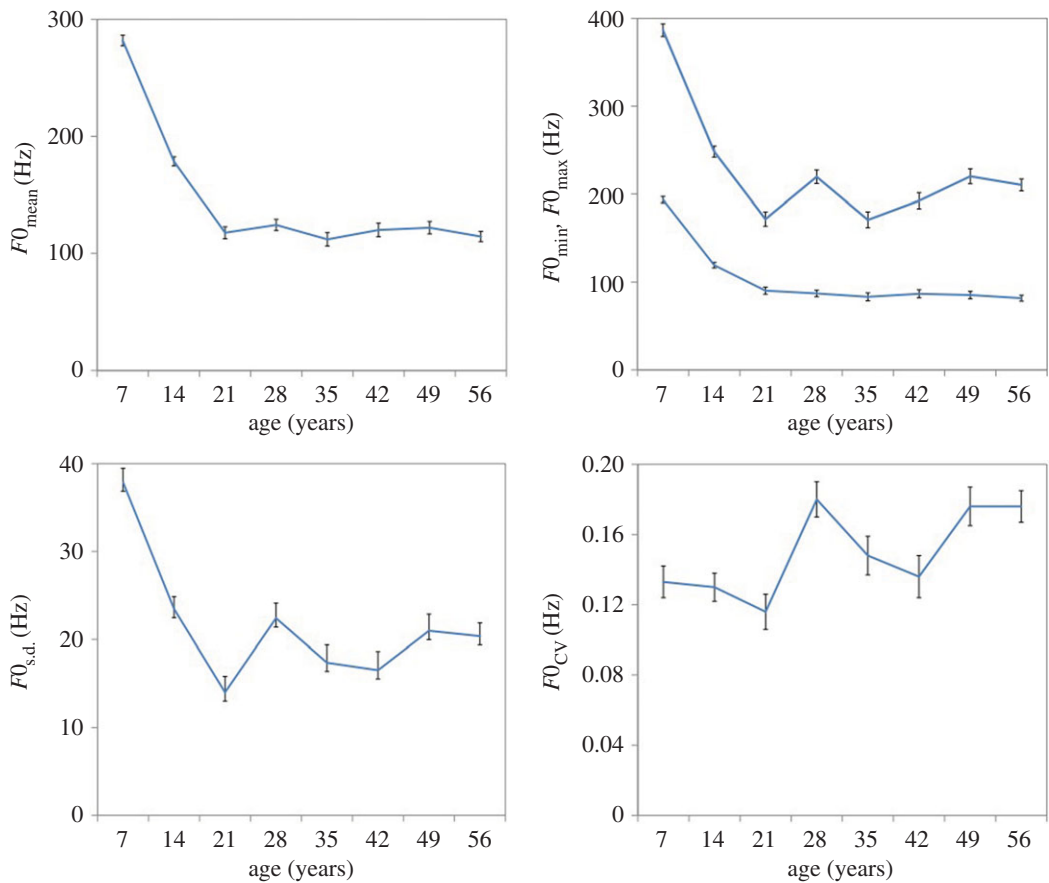 300
200
100
0
F0mean (Hz)
7 14 21 28 35 42 49 56
age (years)
400
300
200
100
0
F0min, F0max (Hz)
7 14 21 28 35 42 49 56
age (years)
40
30
20
10
0
F0s.d. (Hz)
7 14 21 28 35 42 49 56
age (years)
0.20
0.16
0.12
0.08
0.04
0
F0CV (Hz)
7 14 21 28 35 42 49 56
age (years)